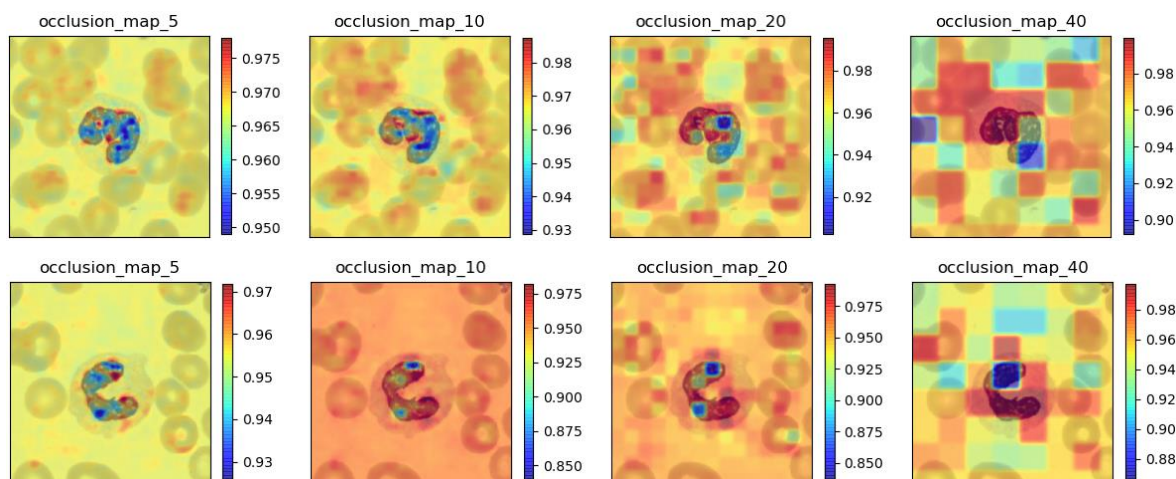 occlusion_map_5 occlusion_map_10 occlusion_map_20 occlusion_map_40
0.975 0.98 0.98 0.98
0.970 0.97 0.96 0.96
0.965 0.96 0.94 0.94
0.960 0.95 0.92 0.92
0.955 0.94 0.90
0.950 0.93
occlusion_map_5 occlusion_map_10 occlusion_map_20 occlusion_map_40
0.97 0.975 0.975 0.98
0.96 0.950 0.950 0.96
0.95 0.925 0.925 0.94
0.94 0.900 0.900 0.92
0.93 0.875 0.875 0.90
0.850 0.850 0.88